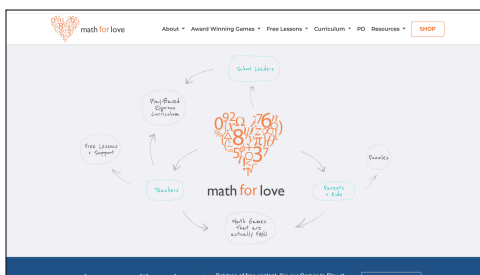 math for love
About Award Winning Games Free Lessons Curriculum PD Resources SHOP
School Leaders
Play-Based
Rigorous
Curriculum
Free Lessons
+ Support
Puzzles
math for love
Teachers
Parents
+ Kids
Math Games
that are
actually FUN!